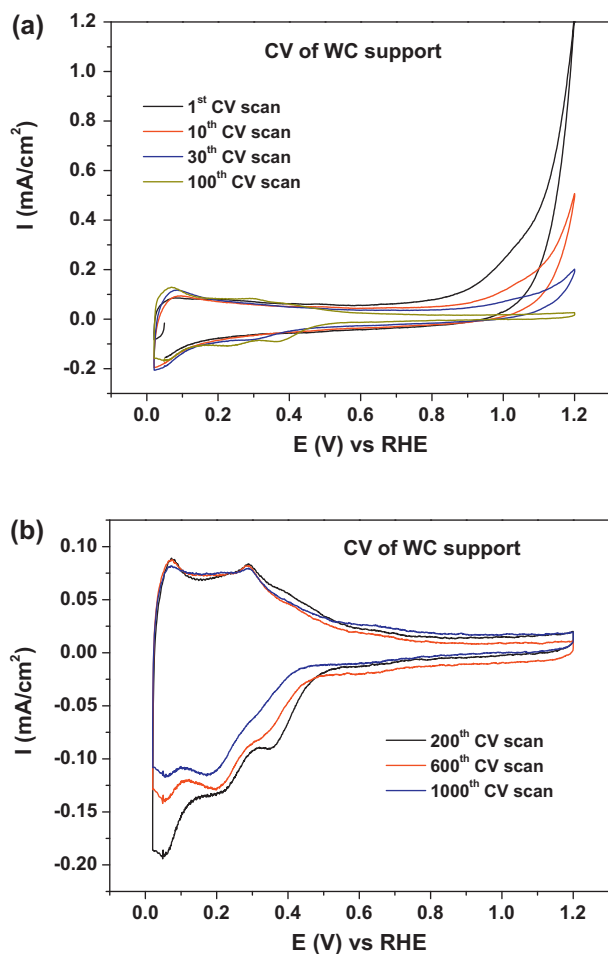 (a)
CV of WC support
1st CV scan
10th CV scan
30th CV scan
100th CV scan
I (mA/cm2)
1.2
1.0
0.8
0.6
0.4
0.2
0.0
-0.2
0.0 0.2 0.4 0.6 0.8 1.0 1.2
E (V) vs RHE
(b)
CV of WC support
I (mA/cm2)
0.10
0.05
0.00
-0.05
-0.10
-0.15
-0.20
200th CV scan
600th CV scan
1000th CV scan
0.0 0.2 0.4 0.6 0.8 1.0 1.2
E (V) vs RHE